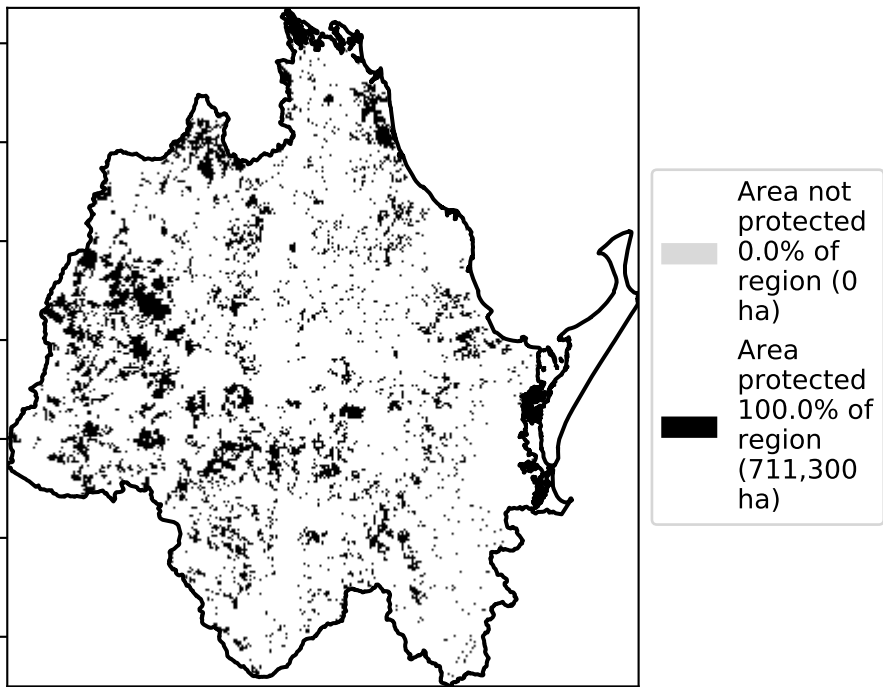 Area not
protected
0.0% of
region (0
ha)
Area
protected
100.0% of
region
(711,300
ha)